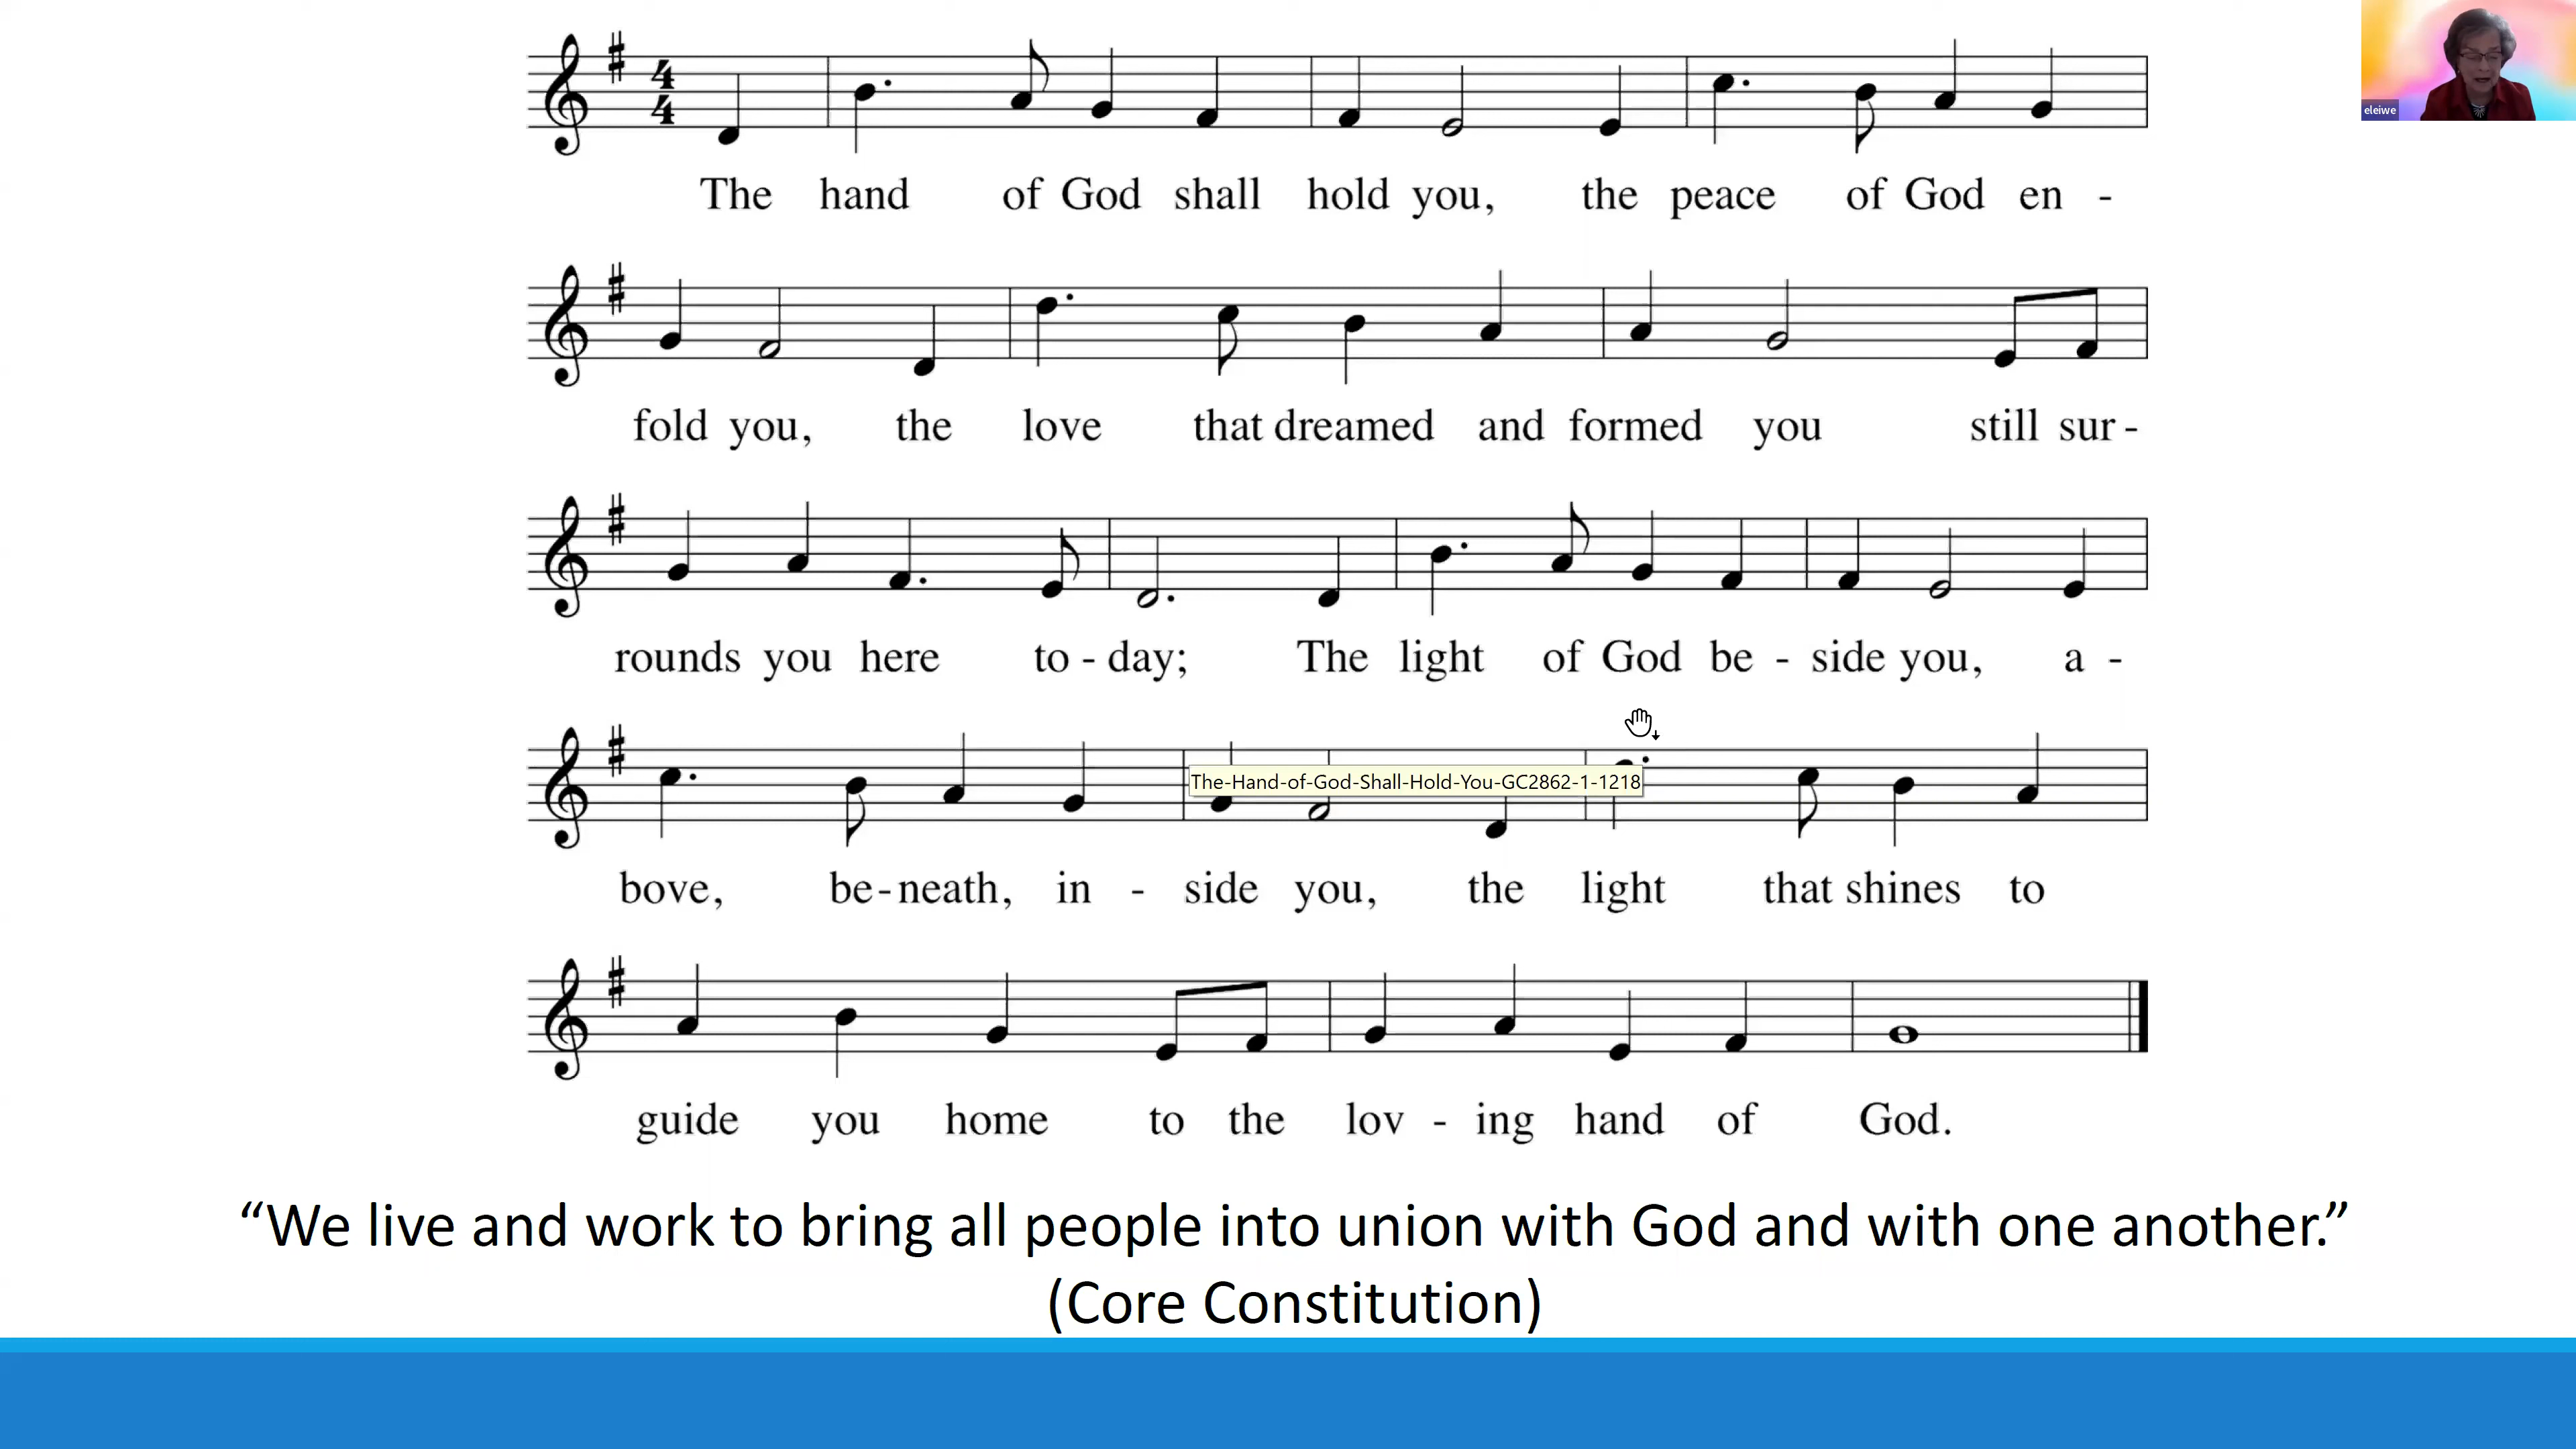 4
4
eleiwe
The hand of God shall hold you, the peace of God en -
fold you, the love that dreamed and formed you still sur -
rounds you here to - day; The light of God be - side you, a -
The-Hand-of-God-Shall-Hold-You-GC2862-1-1218
bove, be - neath, in - side you, the light that shines to
guide you home to the lov - ing hand of God.
“We live and work to bring all people into union with God and with one another.”
(Core Constitution)